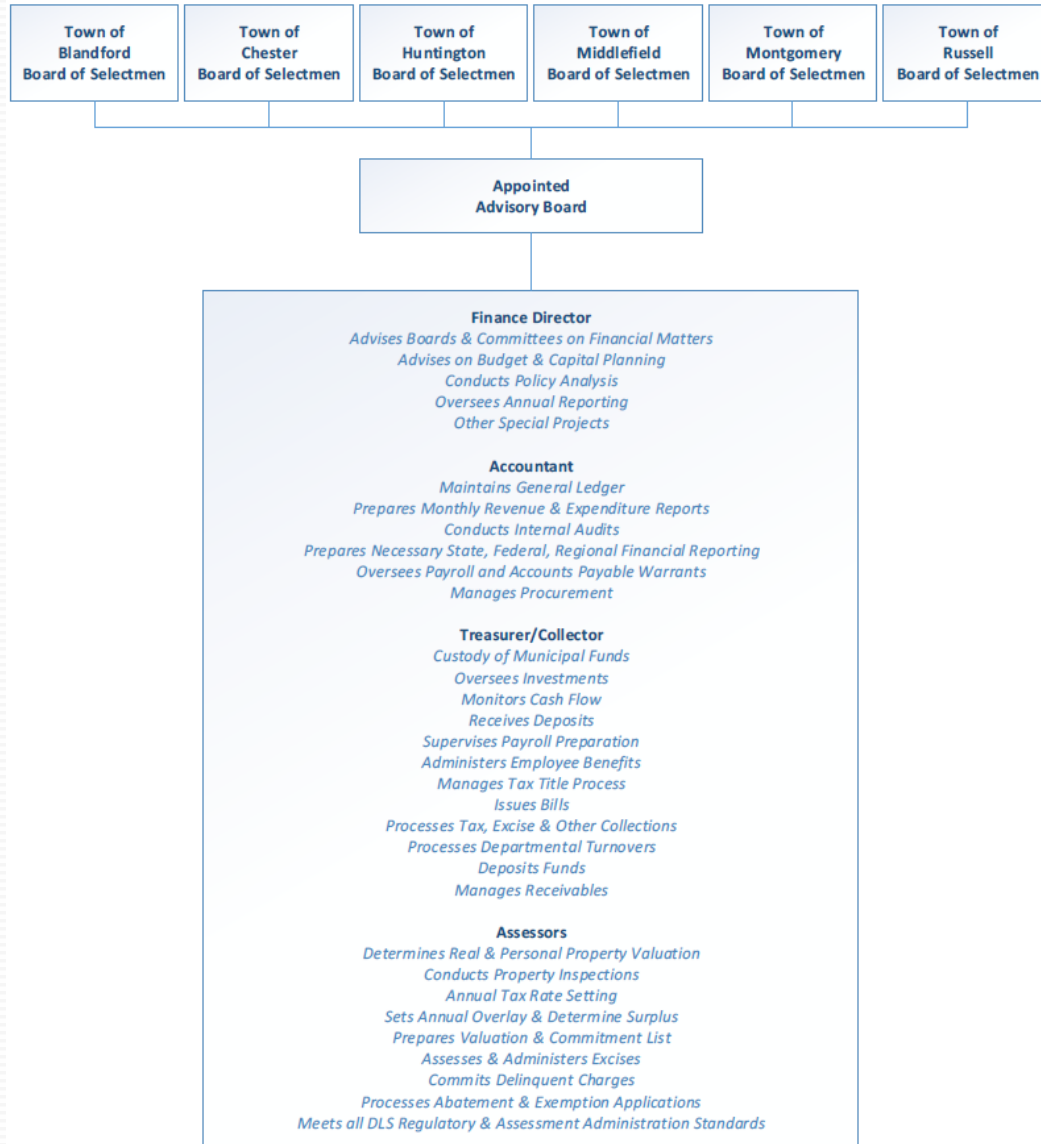 Town of
Blandford
Board of Selectmen
Town of
Chester
Board of Selectmen
Town of
Huntington
Board of Selectmen
Town of
Middlefield
Board of Selectmen
Town of
Montgomery
Board of Selectmen
Town of
Russell
Board of Selectmen
Appointed
Advisory Board
Finance Director
Advises Boards & Committees on Financial Matters
Advises on Budget & Capital Planning
Conducts Policy Analysis
Oversees Annual Reporting
Other Special Projects
Accountant
Maintains General Ledger
Prepares Monthly Revenue & Expenditure Reports
Conducts Internal Audits
Prepares Necessary State, Federal, Regional Financial Reporting
Oversees Payroll and Accounts Payable Warrants
Manages Procurement
Treasurer/Collector
Custody of Municipal Funds
Oversees Investments
Monitors Cash Flow
Receives Deposits
Supervises Payroll Preparation
Administers Employee Benefits
Manages Tax Title Process
Issues Bills
Processes Tax, Excise & Other Collections
Processes Departmental Turnovers
Deposits Funds
Manages Receivables
Assessors
Determines Real & Personal Property Valuation
Conducts Property Inspections
Annual Tax Rate Setting
Sets Annual Overlay & Determine Surplus
Prepares Valuation & Commitment List
Assesses & Administers Excises
Commits Delinquent Charges
Processes Abatement & Exemption Applications
Meets all DLS Regulatory & Assessment Administration Standards